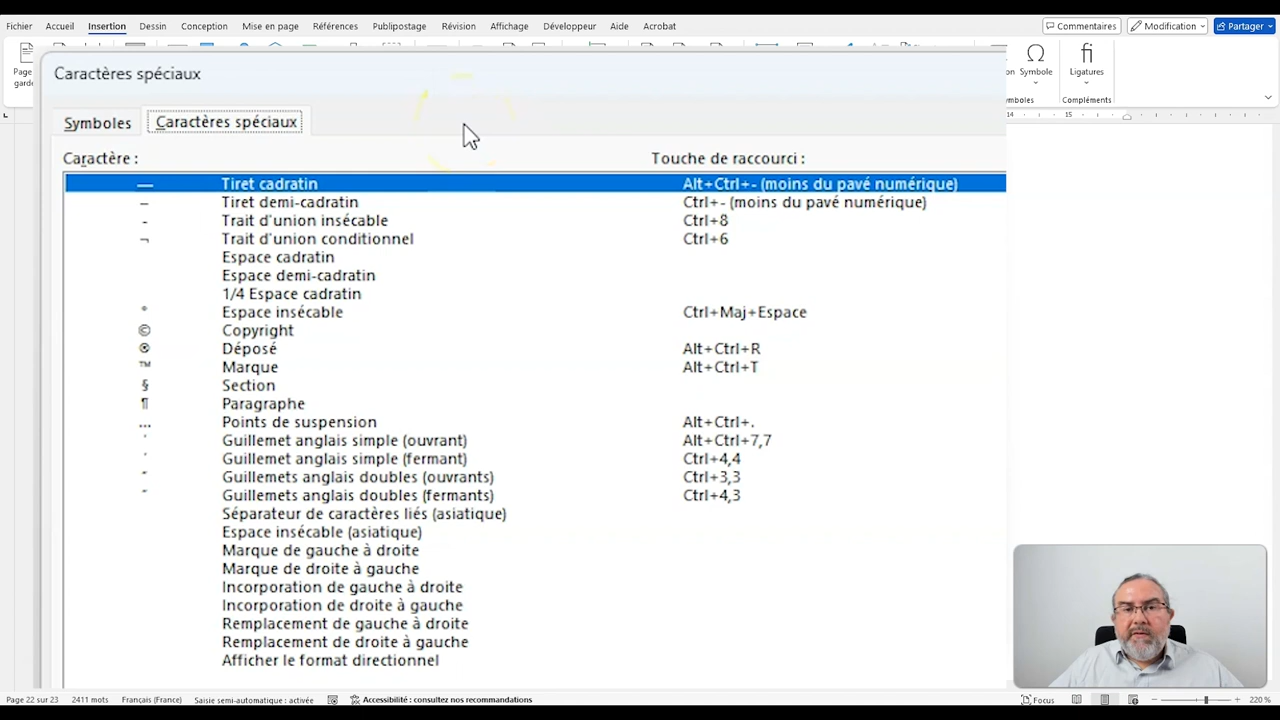 Fichier Accueil Insertion Dessin Conception Mise en page Références Publipostage Révision Affichage Développeur Aide Acrobat Commentaires Modification Partager
Page
gard
Symbole
Ligatures
Compléments
Caractères spéciaux
Symboles Caractères spéciaux
14 15
Caractère : Touche de raccourci :
— Tiret cadratin Alt+Ctrl+- (moins du pavé numérique)
– Tiret demi-cadratin Ctrl+- (moins du pavé numérique)
- Trait d'union insécable Ctrl+8
¬ Trait d'union conditionnel Ctrl+6
Espace cadratin
Espace demi-cadratin
1/4 Espace cadratin
° Espace insécable Ctrl+Maj+Espace
© Copyright
® Déposé Alt+Ctrl+R
™ Marque Alt+Ctrl+T
§ Section
¶ Paragraphe
… Points de suspension Alt+Ctrl+.
Guillemet anglais simple (ouvrant) Alt+Ctrl+7,7
Guillemet anglais simple (fermant) Ctrl+4,4
Guillemets anglais doubles (ouvrants) Ctrl+3,3
Guillemets anglais doubles (fermants) Ctrl+4,3
Séparateur de caractères liés (asiatique)
Espace insécable (asiatique)
Marque de gauche à droite
Marque de droite à gauche
Incorporation de gauche à droite
Incorporation de droite à gauche
Remplacement de gauche à droite
Remplacement de droite à gauche
Afficher le format directionnel
Page 22 sur 23 2411 mots Français (France) Saisie semi-automatique : activée Accessibilité : consultez nos recommandations Focus 220 %